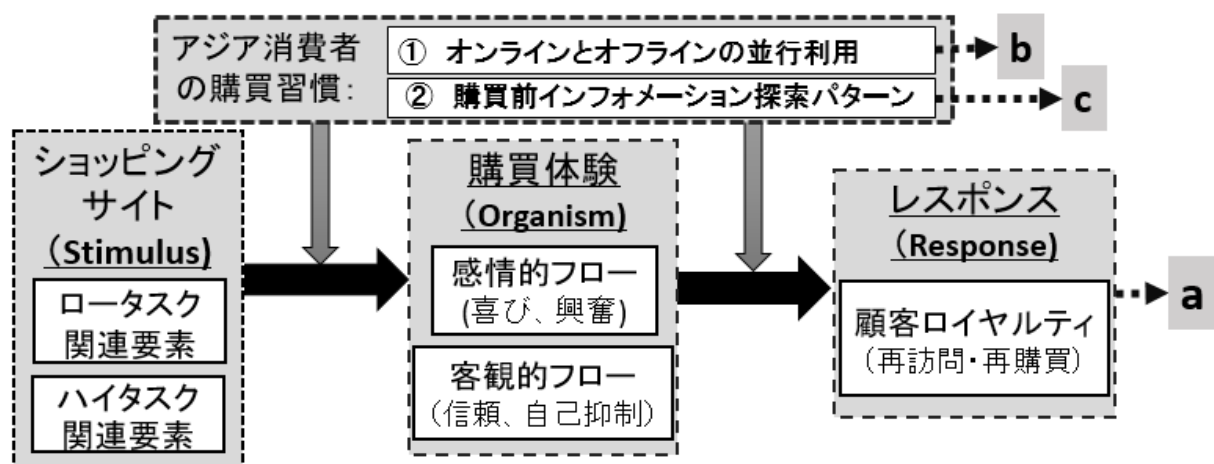 アジア消費者
の購買習慣：
① オンラインとオフラインの並行利用
② 購買前インフォメーション探索パターン
b
c
ショッピング
サイト
（Stimulus)
ロータスク
関連要素
ハイタスク
関連要素
購買体験
（Organism)
感情的フロー
(喜び、興奮)
客観的フロー
（信頼、自己抑制）
レスポンス
（Response)
顧客ロイヤルティ
（再訪問・再購買）
a